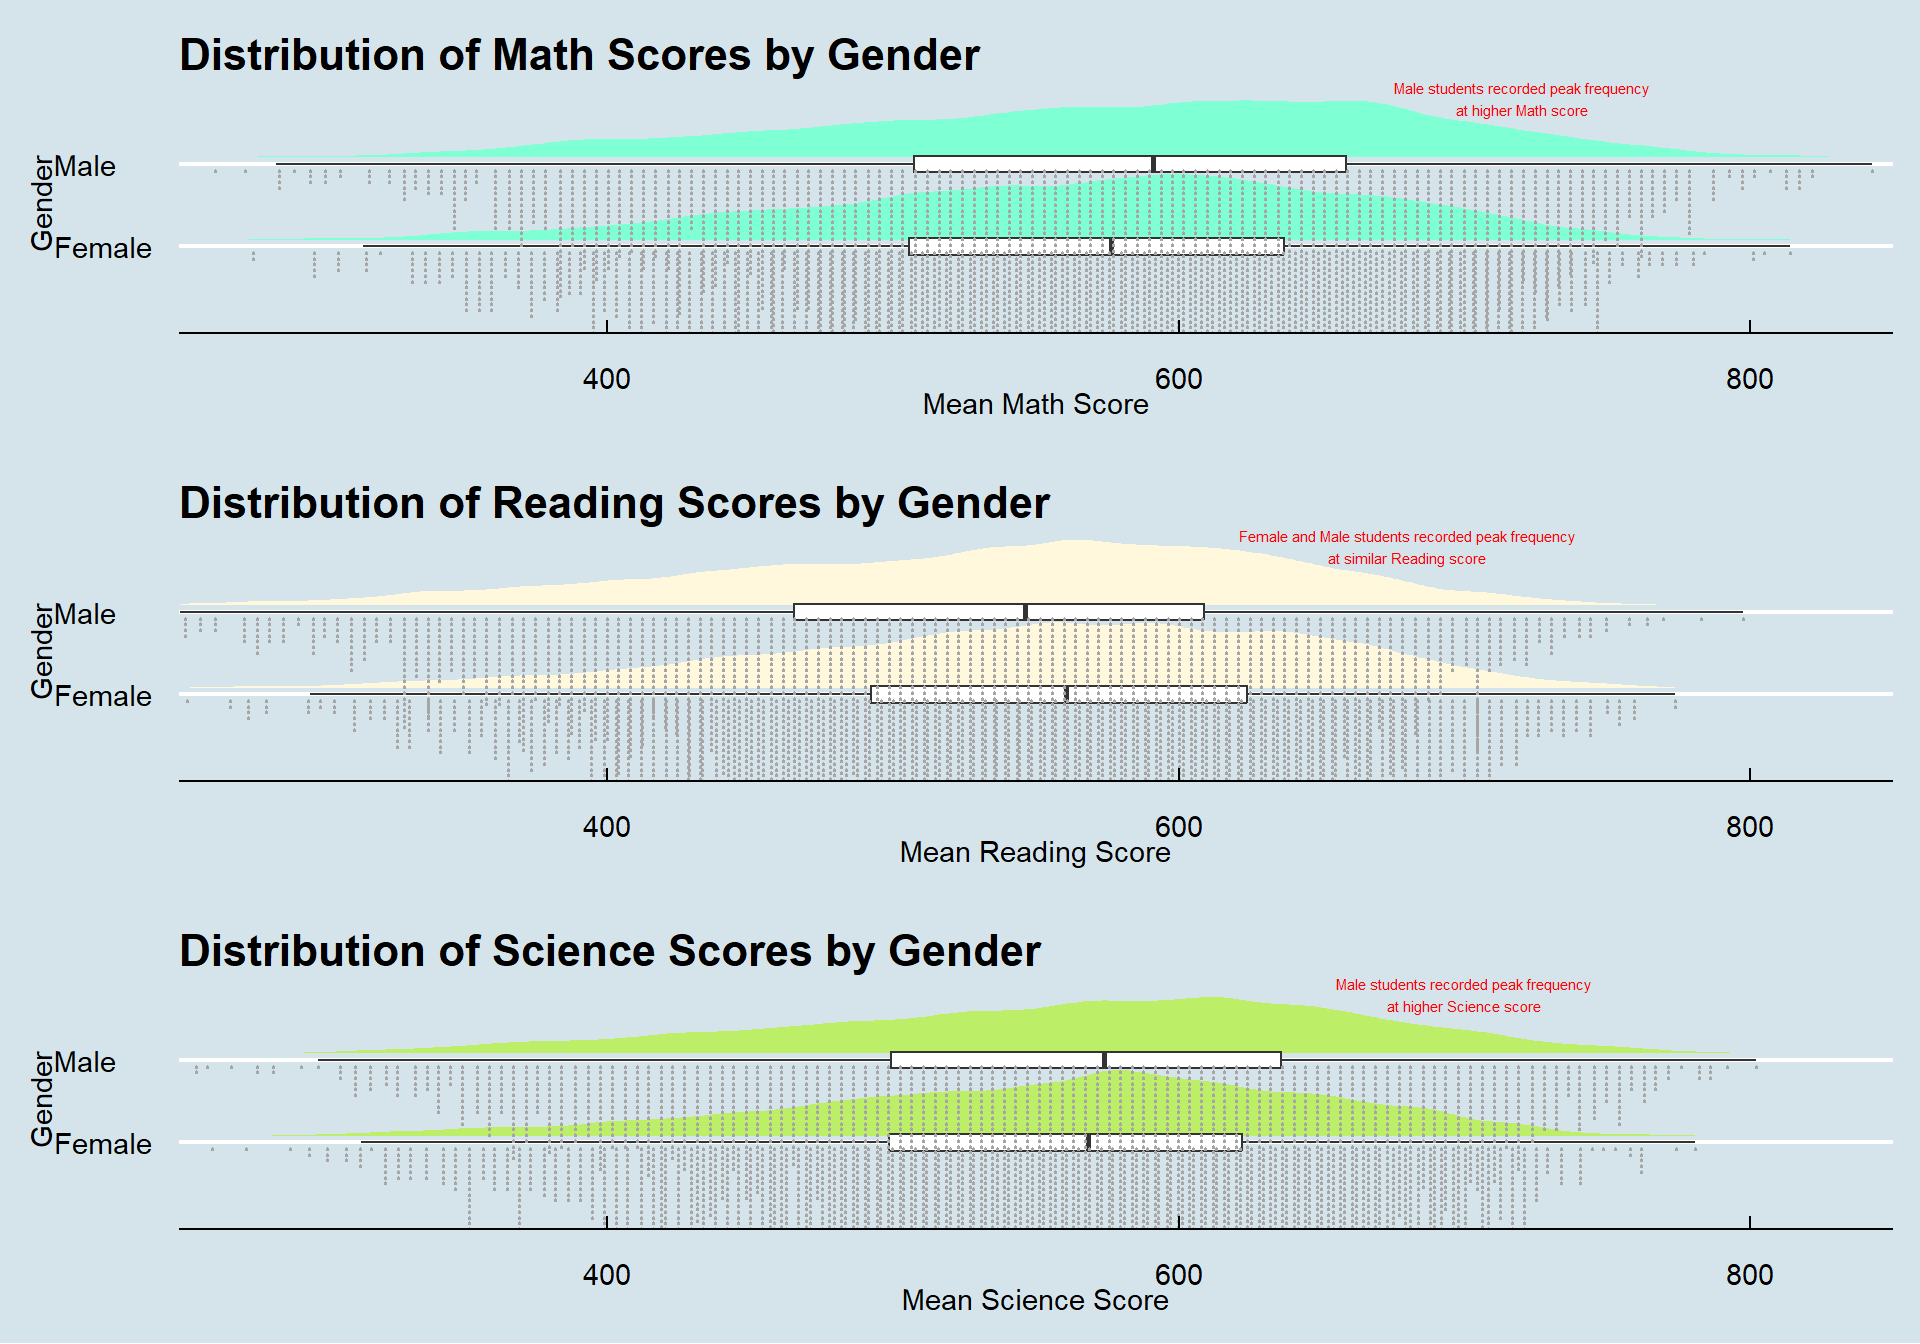 Distribution of Math Scores by Gender
Male students recorded peak frequency
at higher Math score
Gender
Male
Female
400
600
800
Mean Math Score
Distribution of Reading Scores by Gender
Female and Male students recorded peak frequency
at similar Reading score
Gender
Male
Female
400
600
800
Mean Reading Score
Distribution of Science Scores by Gender
Male students recorded peak frequency
at higher Science score
Gender
Male
Female
400
600
800
Mean Science Score